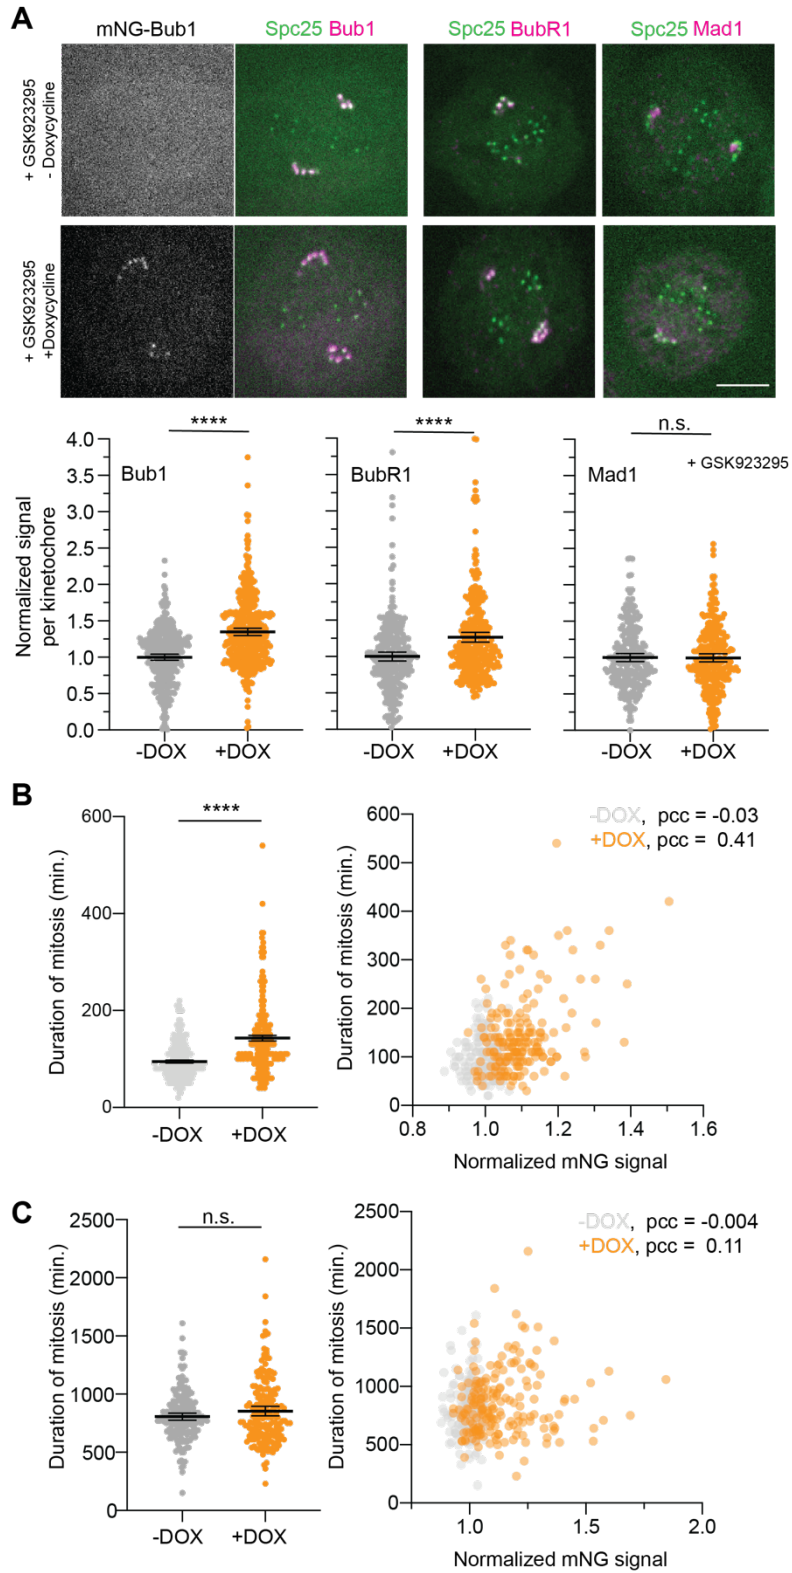 A
mNG-Bub1
Spc25 Bub1
Spc25 BubR1
Spc25 Mad1
+ GSK923295
- Doxycycline
+ GSK923295
+Doxycycline
****
****
n.s.
4.0
3.5
3.0
2.5
2.0
1.5
1.0
0.5
0.0
Normalized signal
per kinetochore
Bub1
BubR1
Mad1
+ GSK923295
-DOX
+DOX
-DOX
+DOX
-DOX
+DOX
B
****
600
400
200
0
Duration of mitosis (min.)
-DOX
+DOX
-DOX, pcc = -0.03
+DOX, pcc = 0.41
600
500
400
300
200
100
0
Duration of mitosis (min.)
0.8
1.0
1.2
1.4
1.6
Normalized mNG signal
C
n.s.
2500
2000
1500
1000
500
0
Duration of mitosis (min.)
-DOX
+DOX
-DOX, pcc = -0.004
+DOX, pcc = 0.11
2500
2000
1500
1000
500
0
Duration of mitosis (min.)
1.0
1.5
2.0
Normalized mNG signal